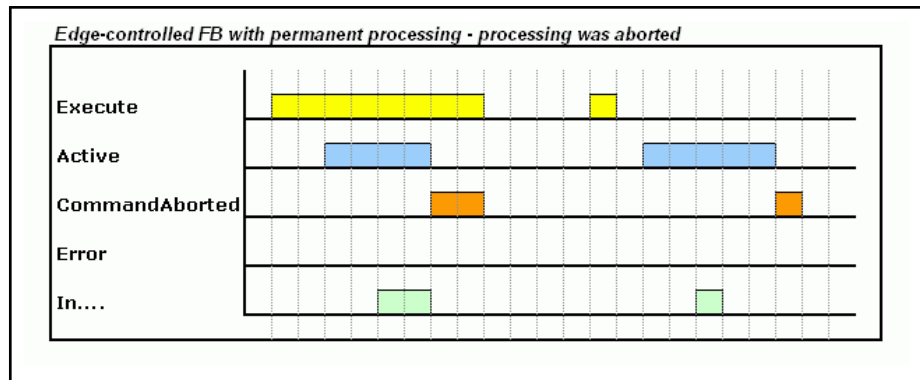 Edge-controlled FB with permanent processing - processing was aborted
Execute
Active
CommandAborted
Error
In....